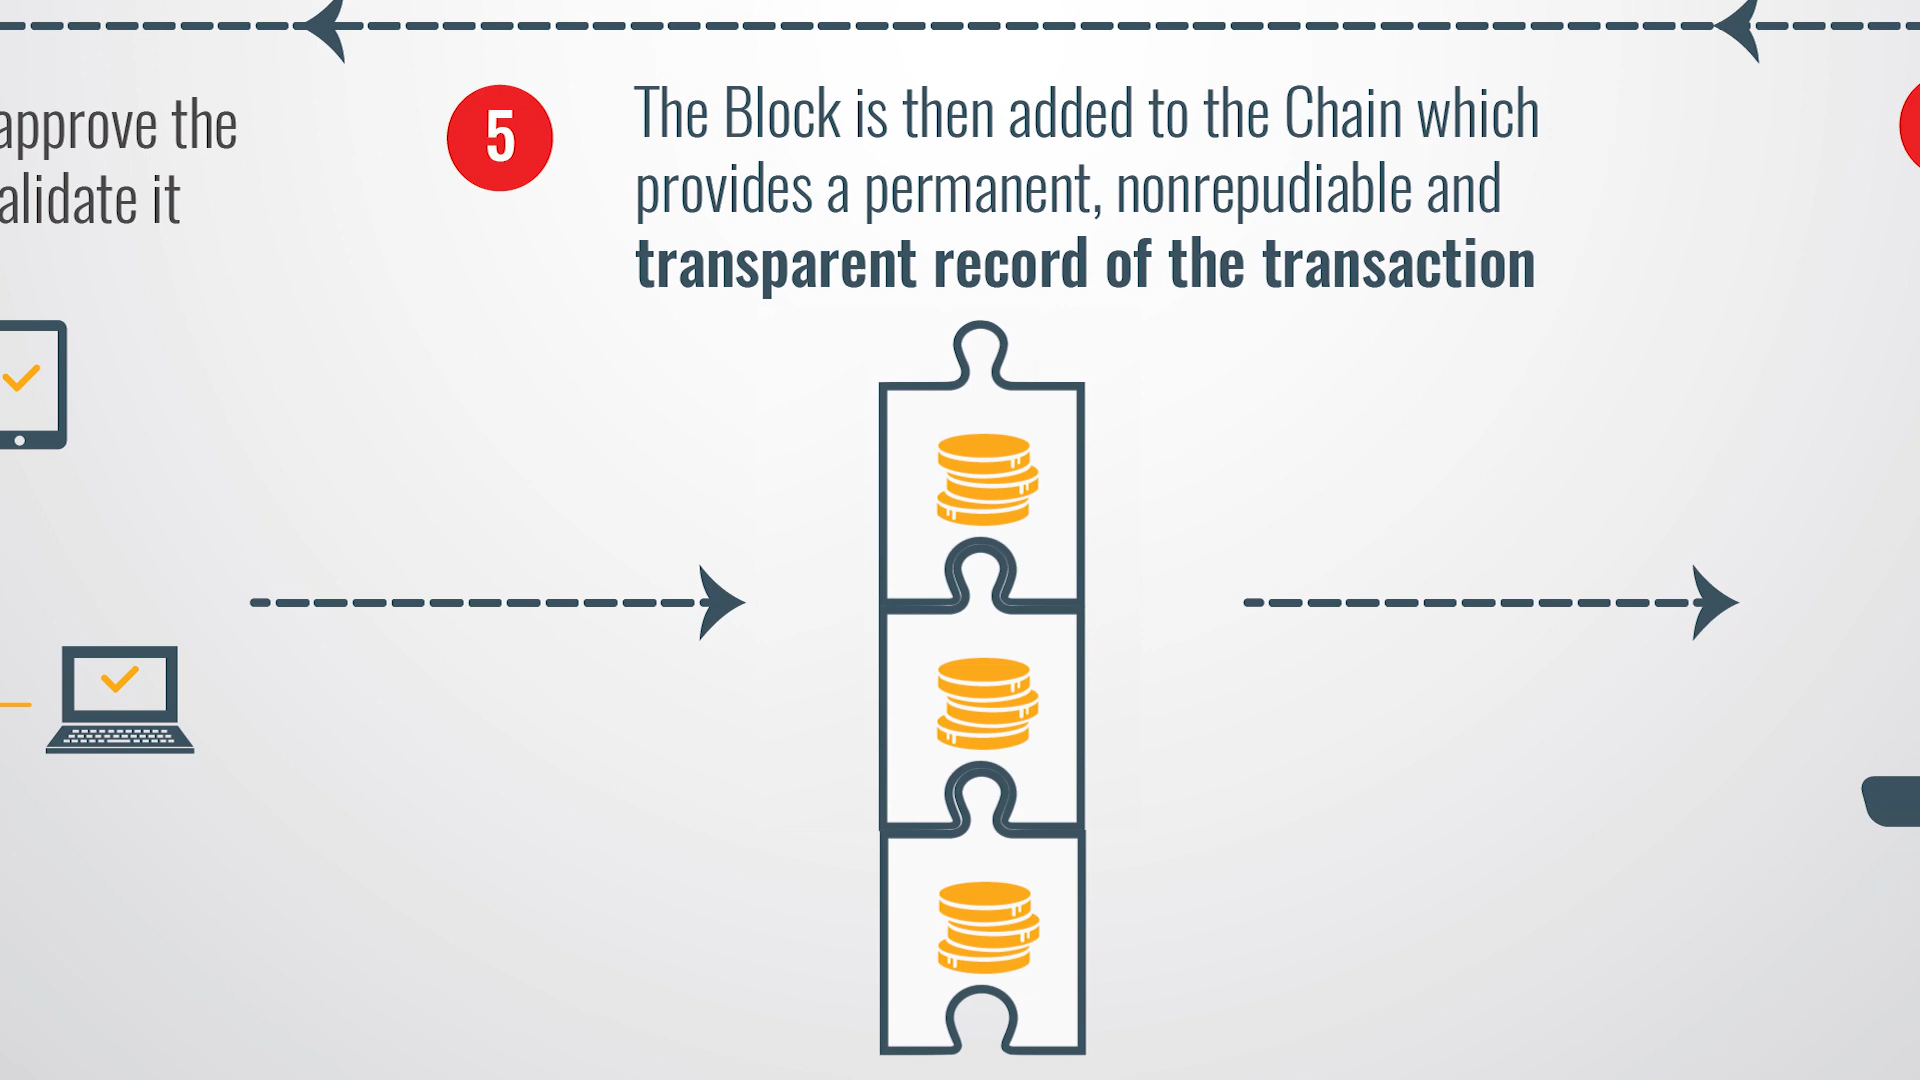 approve the
alidate it
5
The Block is then added to the Chain which
provides a permanent, nonrepudiable and
transparent record of the transaction